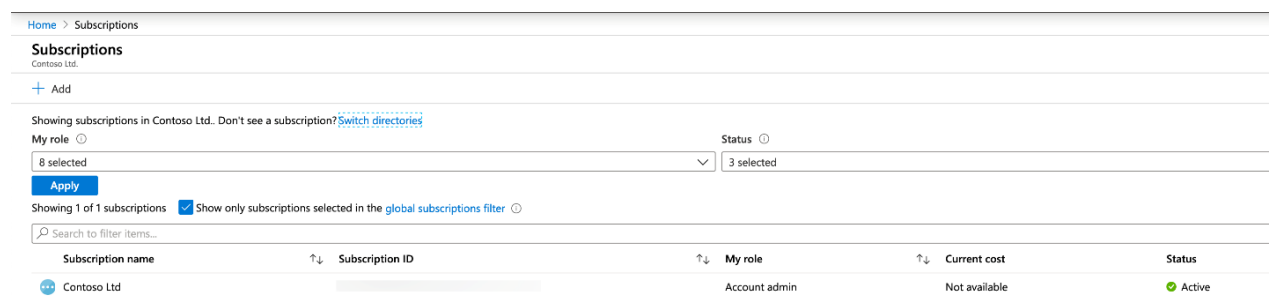 Home > Subscriptions
Subscriptions
Contoso Ltd.
+ Add
Showing subscriptions in Contoso Ltd.. Don't see a subscription? Switch directories
My role Status
8 selected 3 selected
Apply
Showing 1 of 1 subscriptions Show only subscriptions selected in the global subscriptions filter
Search to filter items...
Subscription name ↑↓ Subscription ID ↑↓ My role ↑↓ Current cost Status
Contoso Ltd Account admin Not available Active